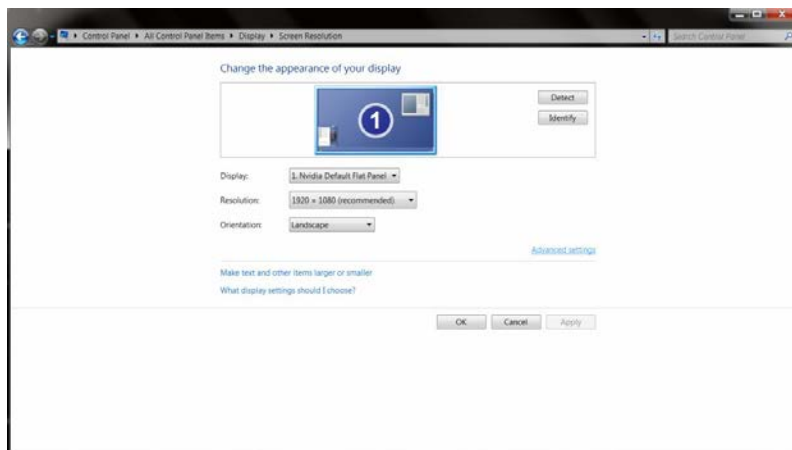 Control Panel ▸ All Control Panel Items ▸ Display ▸ Screen Resolution
Search Control Panel
Change the appearance of your display
1
Detect
Identify
Display: 1. Nvidia Default Flat Panel
Resolution: 1920 × 1080 (recommended)
Orientation: Landscape
Advanced settings
Make text and other items larger or smaller
What display settings should I choose?
OK Cancel Apply